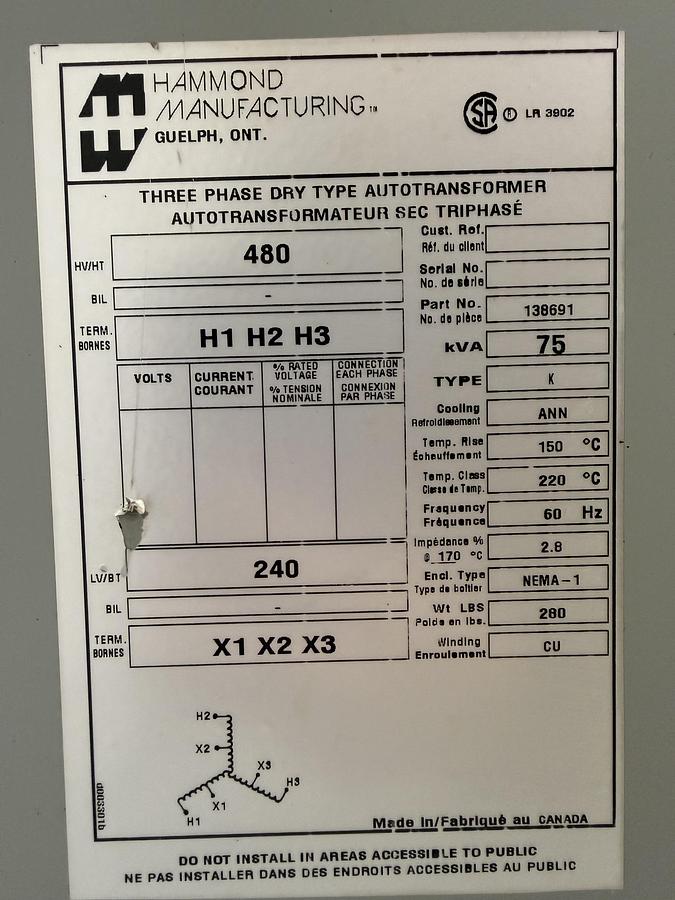 HAMMOND
MANUFACTURING™
GUELPH, ONT.
SA ® LR 3902
THREE PHASE DRY TYPE AUTOTRANSFORMER
AUTOTRANSFORMATEUR SEC TRIPHASÉ
HV/HT 480
BIL -
TERM. BORNES H1 H2 H3
VOLTS
CURRENT
COURANT
% RATED
VOLTAGE
% TENSION
NOMINALE
CONNECTION
EACH PHASE
CONNEXION
PAR PHASE
LV/BT 240
BIL -
TERM. BORNES X1 X2 X3
Cust. Ref.
Réf. du client
Serial No.
No. de série
Part No.
No. de pièce
138691
kVA 75
TYPE K
Cooling
Refroidissement
ANN
Temp. Rise
Échauffement
150 °C
Temp. Class
Classe de Temp.
220 °C
Frequency
Fréquence
60 Hz
Impédance %
@ 170 °C
2.8
Encl. Type
Type de boîtier
NEMA-1
Wt LBS
Poids en lbs.
280
Winding
Enroulement
CU
H2
X2
X3
H3
X1
H1
Made In/Fabriqué au CANADA
DO NOT INSTALL IN AREAS ACCESSIBLE TO PUBLIC
NE PAS INSTALLER DANS DES ENDROITS ACCESSIBLES AU PUBLIC